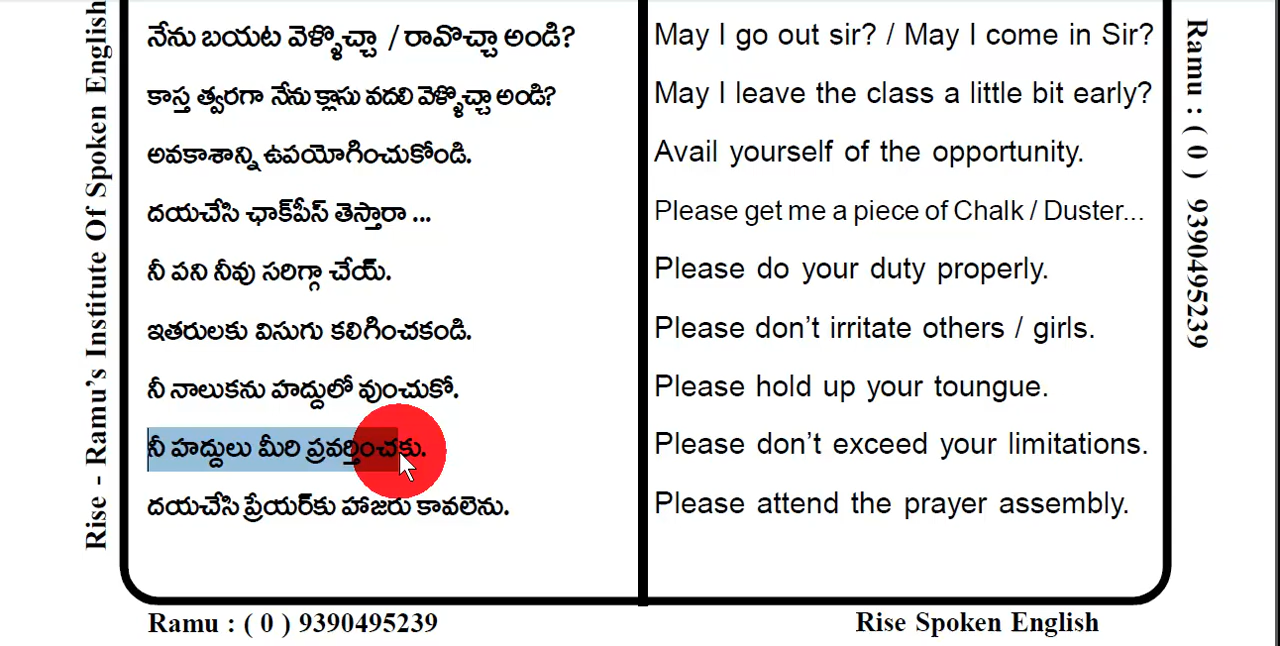 Rise - Ramu's Institute Of Spoken English
నేను బయట వెళ్ళొచ్చా / రావొచ్చా అండి? May I go out sir? / May I come in Sir?
కాస్త త్వరగా నేను క్లాసు వదలి వెళ్ళొచ్చా అండి? May I leave the class a little bit early?
అవకాశాన్ని ఉపయోగించుకోండి. Avail yourself of the opportunity.
దయచేసి ఛాక్‌పీస్ తెస్తారా ... Please get me a piece of Chalk / Duster...
నీ పని నీవు సరిగ్గా చేయ్. Please do your duty properly.
ఇతరులకు విసుగు కలిగించకండి. Please don't irritate others / girls.
నీ నాలుకను హద్దులో వుంచుకో. Please hold up your toungue.
నీ హద్దులు మీరి ప్రవర్తించకు. Please don't exceed your limitations.
దయచేసి ప్రేయర్‌కు హాజరు కావలెను. Please attend the prayer assembly.
Ramu : ( 0 ) 9390495239
Ramu : ( 0 ) 9390495239 Rise Spoken English